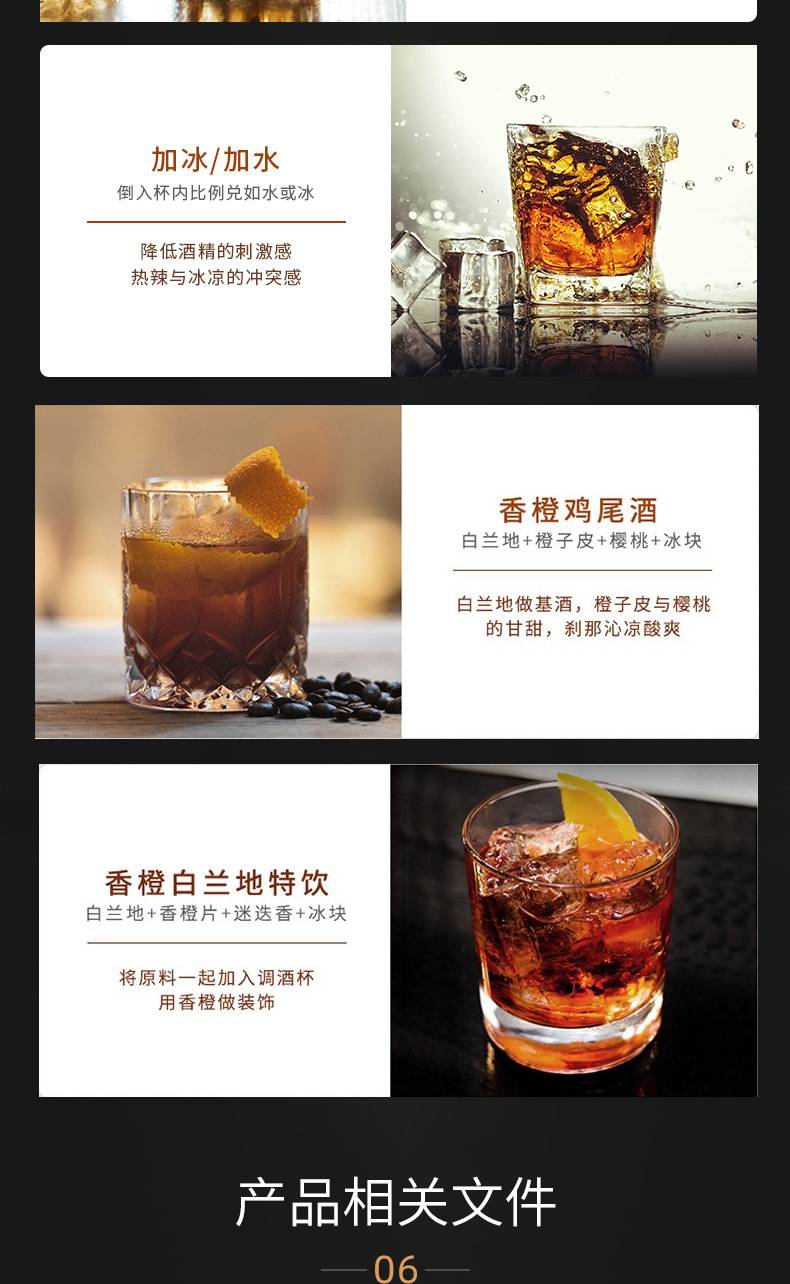 加冰/加水
倒入杯内比例兑如水或冰
降低酒精的刺激感
热辣与冰凉的冲突感
香橙鸡尾酒
白兰地+橙子皮+樱桃+冰块
白兰地做基酒，橙子皮与樱桃
的甘甜，刹那沁凉酸爽
香橙白兰地特饮
白兰地+香橙片+迷迭香+冰块
将原料一起加入调酒杯
用香橙做装饰
产品相关文件
06